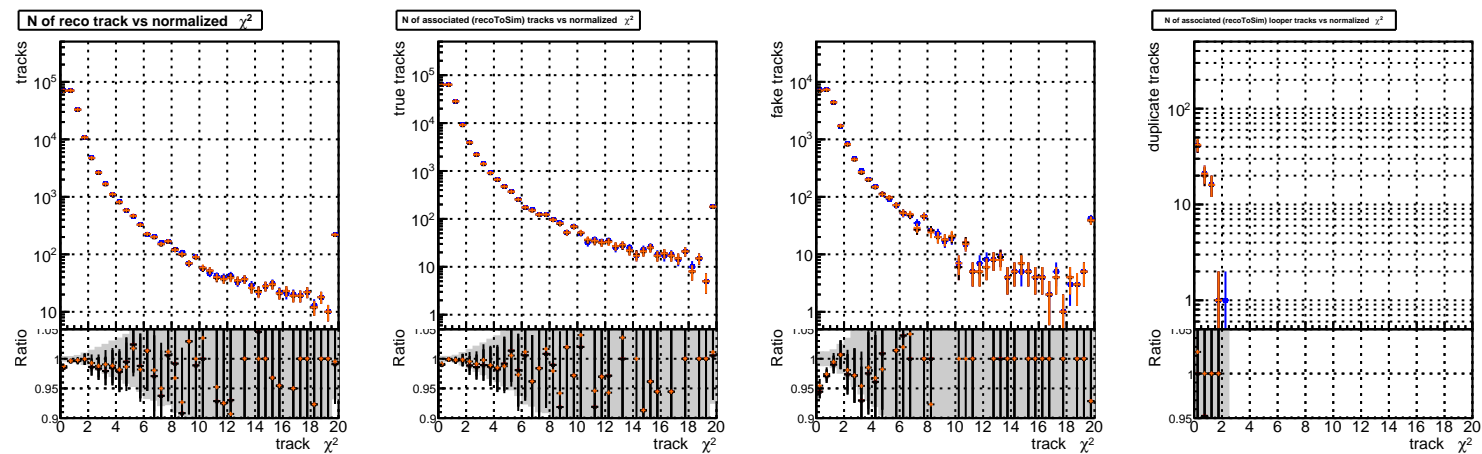 N of reco track vs normalized χ²
tracks
10⁵
10⁴
10³
10²
10
Ratio
1.05
1
0.95
0.9
0 2 4 6 8 10 12 14 16 18 20
track χ²
N of associated (recoToSim) tracks vs normalized χ²
true tracks
10⁵
10⁴
10³
10²
10
1
Ratio
1.05
1
0.95
0.9
0 2 4 6 8 10 12 14 16 18 20
track χ²
fake tracks
10⁴
10³
10²
10
1
Ratio
1.05
1
0.95
0.9
0 2 4 6 8 10 12 14 16 18 20
track χ²
N of associated (recoToSim) looper tracks vs normalized χ²
duplicate tracks
10²
10
1
Ratio
1.05
1
0.95
0 2 4 6 8 10 12 14 16 18 20
track χ²